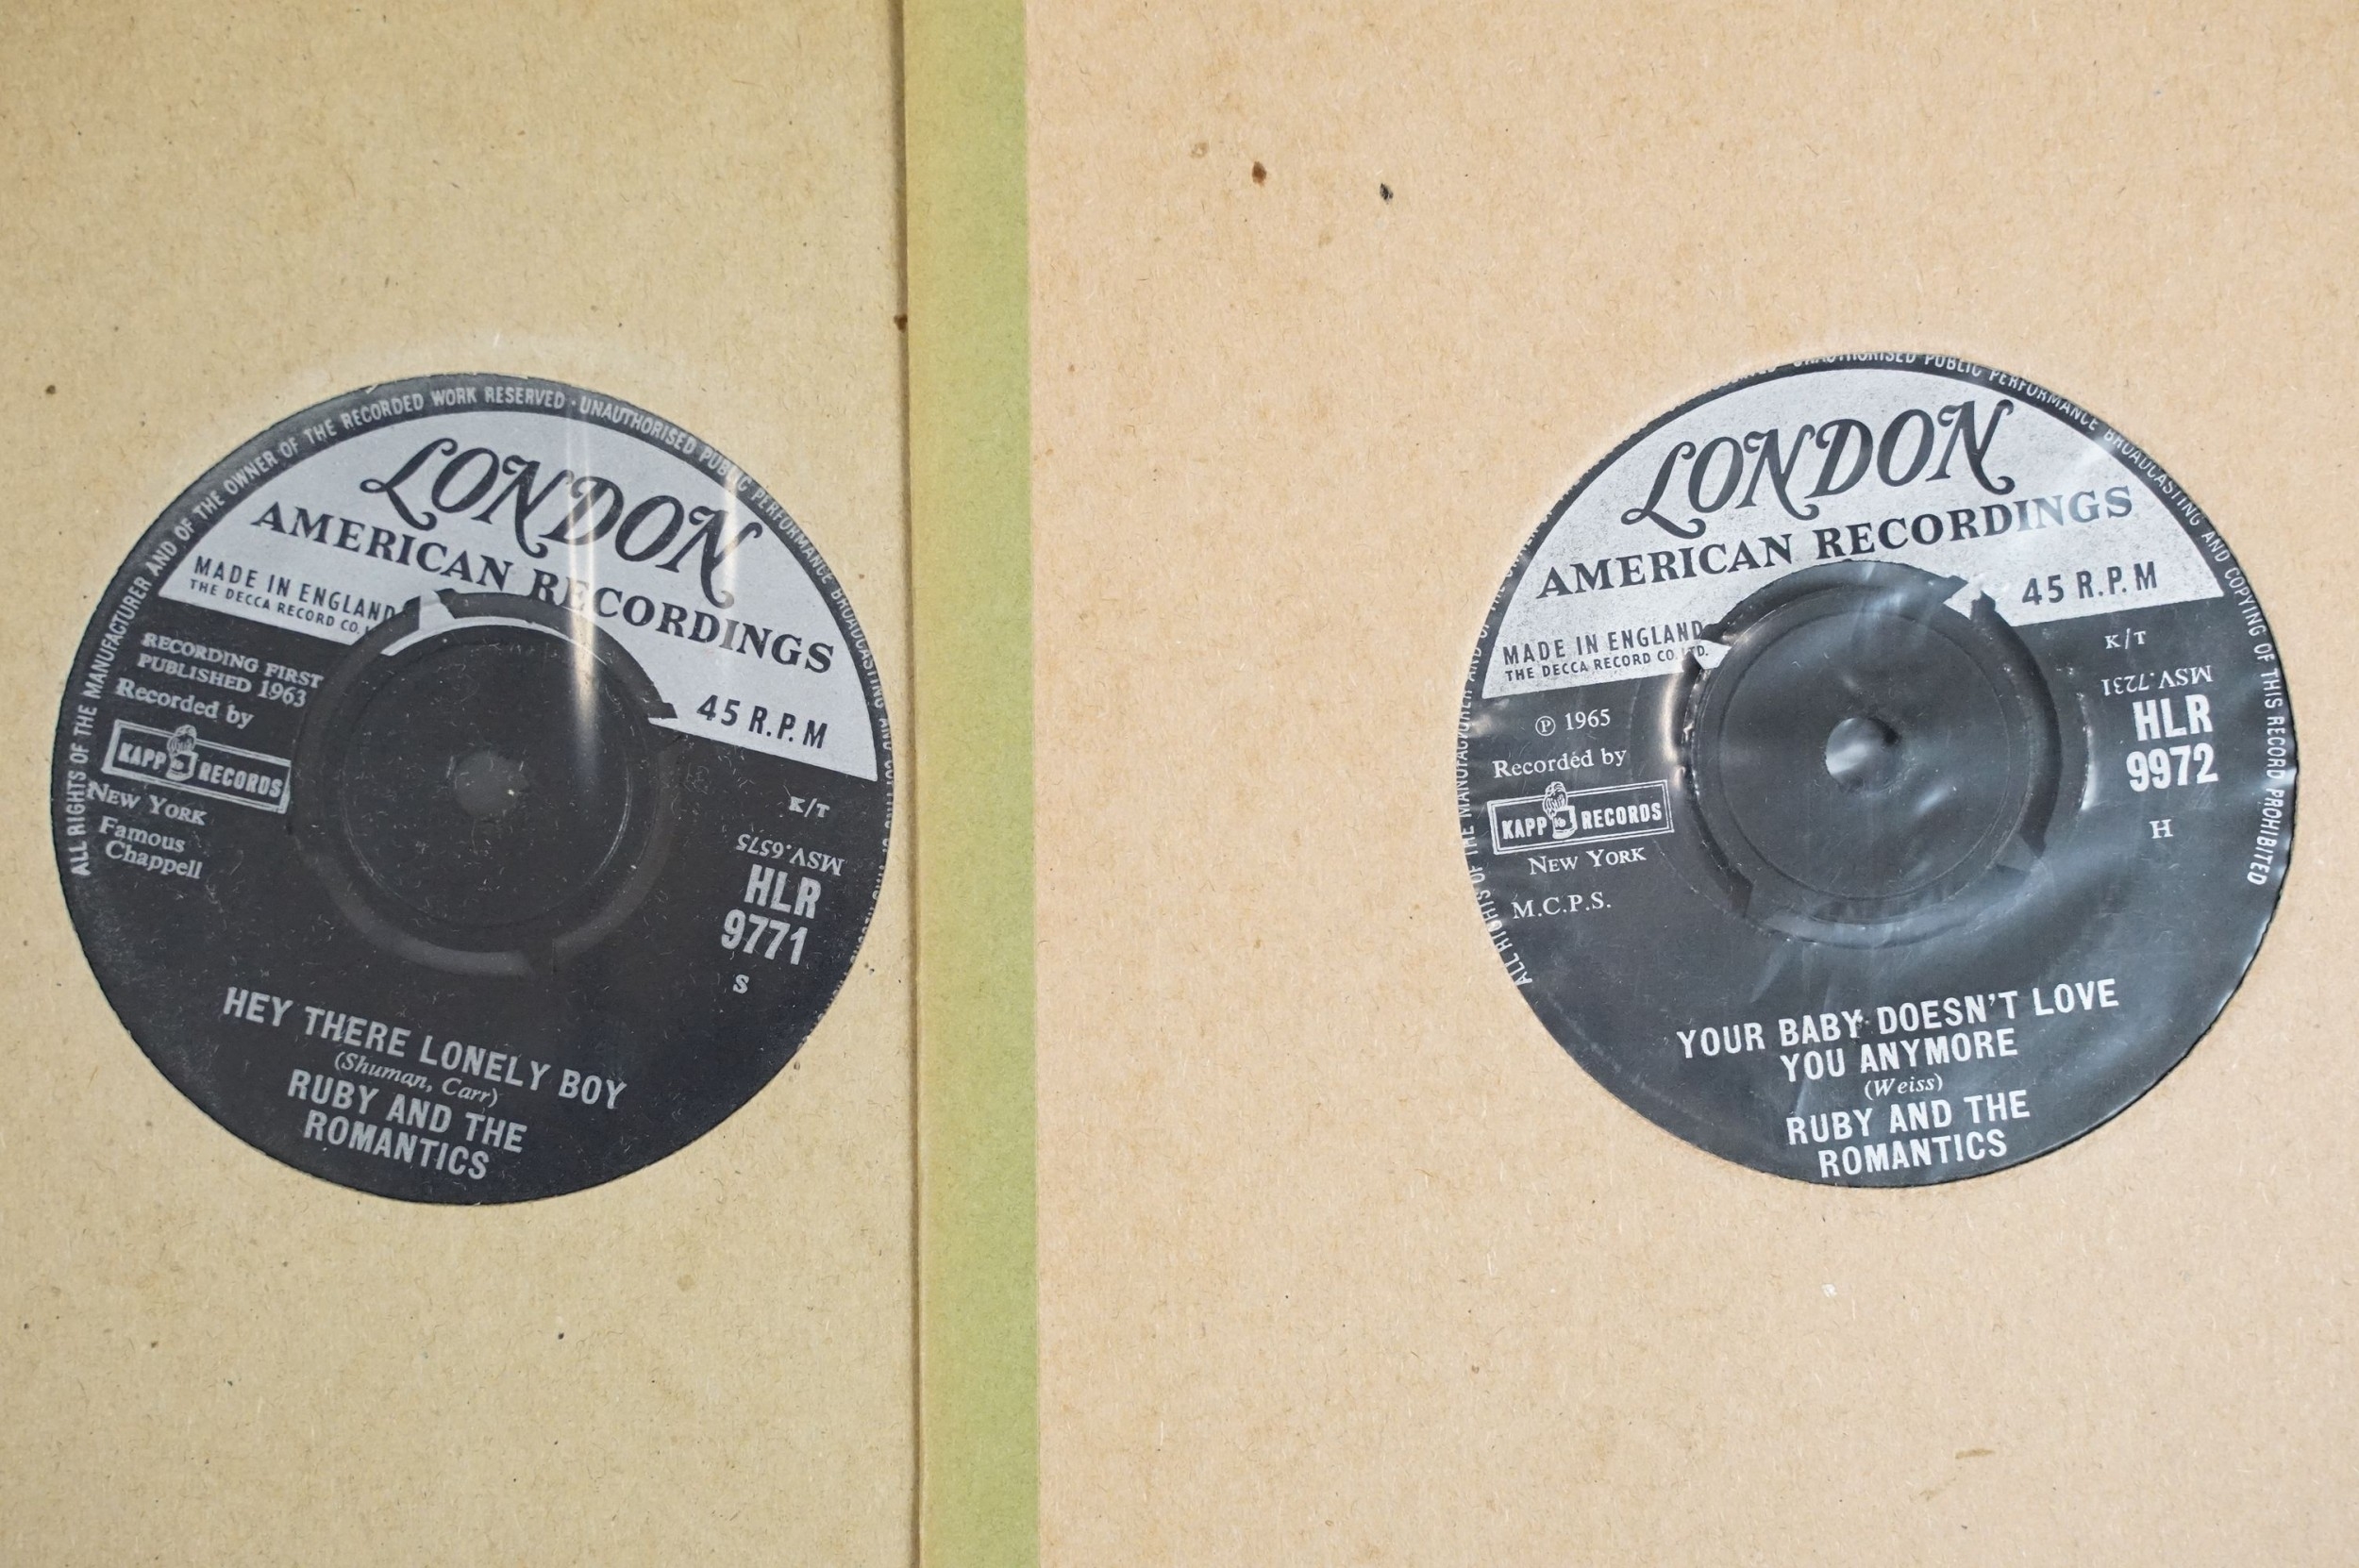 ALL RIGHTS OF THE MANUFACTURER AND OF THE OWNER OF THE RECORDED WORK RESERVED · UNAUTHORISED PUBLIC PERFORMANCE BROADCASTING AND
LONDON
AMERICAN RECORDINGS
MADE IN ENGLAND
THE DECCA RECORD CO.
45 R.P.M
RECORDING FIRST
PUBLISHED 1963
Recorded by
KAPP RECORDS
NEW YORK
Famous
Chappell
K/T
MSV.6575
HLR
9771
S
HEY THERE LONELY BOY
(Shuman, Carr)
RUBY AND THE
ROMANTICS
ALL RIGHTS OF THE MANUFACTURER AND
UNAUTHORISED PUBLIC PERFORMANCE BROADCASTING AND COPYING OF THIS RECORD PROHIBITED
LONDON
AMERICAN RECORDINGS
45 R.P.M
MADE IN ENGLAND
THE DECCA RECORD CO. LTD.
℗ 1965
Recorded by
KAPP RECORDS
NEW YORK
M.C.P.S.
K/T
MSV.7231
HLR
9972
H
YOUR BABY DOESN'T LOVE
YOU ANYMORE
(Weiss)
RUBY AND THE
ROMANTICS